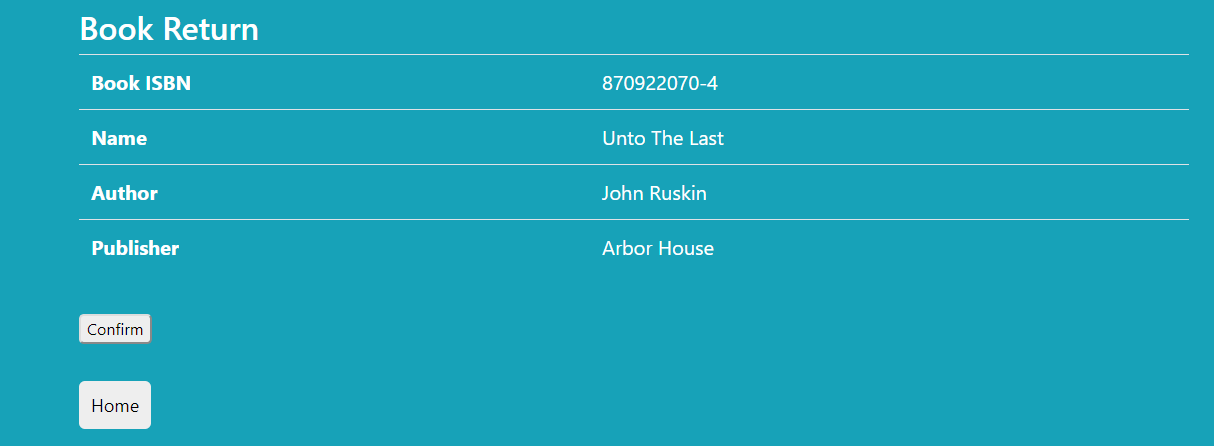 Book Return
Book ISBN 870922070-4
Name Unto The Last
Author John Ruskin
Publisher Arbor House
Confirm
Home